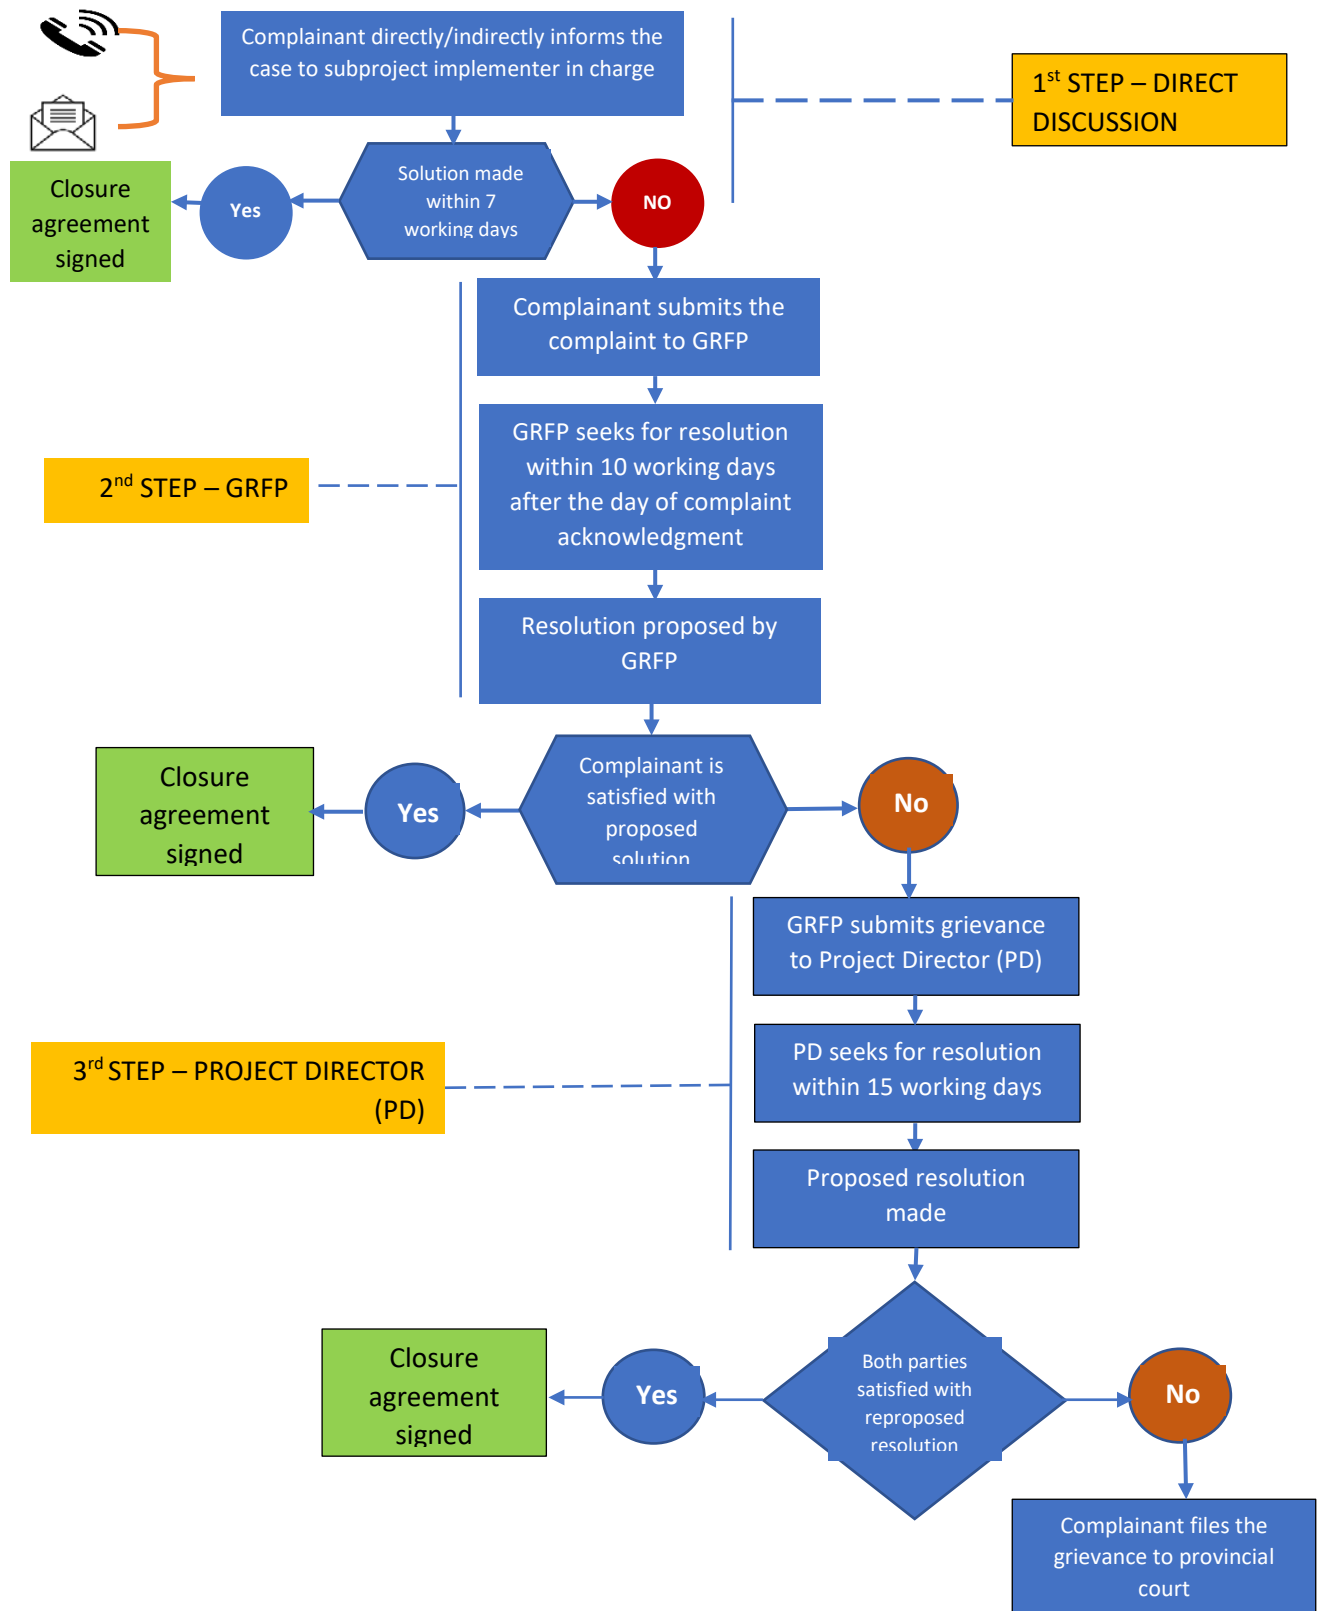 Complainant directly/indirectly informs the
case to subproject implementer in charge
1st STEP – DIRECT
DISCUSSION
Solution made
within 7
working days
Yes
NO
Closure
agreement
signed
Complainant submits the
complaint to GRFP
GRFP seeks for resolution
within 10 working days
after the day of complaint
acknowledgment
2nd STEP – GRFP
Resolution proposed by
GRFP
Complainant is
satisfied with
proposed
solution
Yes
No
Closure
agreement
signed
GRFP submits grievance
to Project Director (PD)
PD seeks for resolution
within 15 working days
3rd STEP – PROJECT DIRECTOR
(PD)
Proposed resolution
made
Both parties
satisfied with
reproposed
resolution
Yes
No
Closure
agreement
signed
Complainant files the
grievance to provincial
court